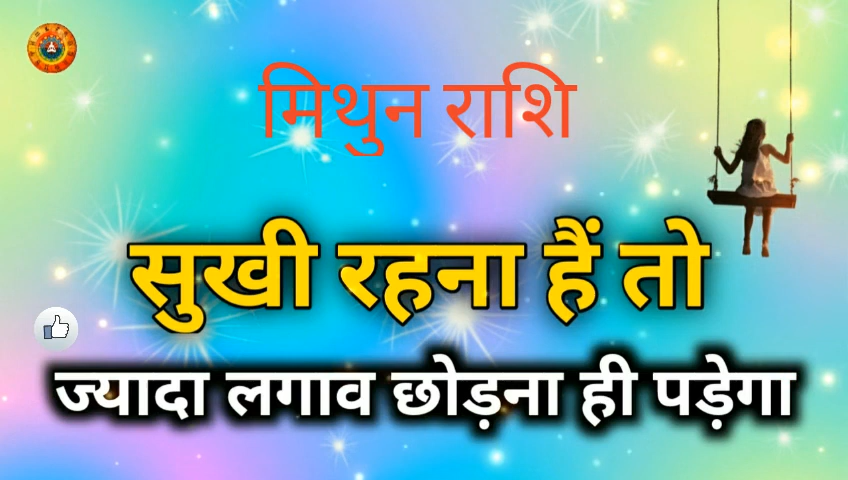 मिथुन राशि
सुखी रहना हैं तो
ज्यादा लगाव छोड़ना ही पड़ेगा